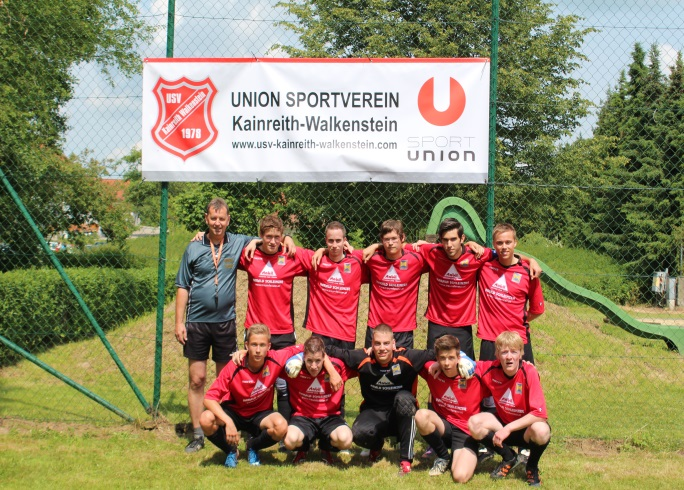 USV
Kainreith Walkenstein
1978
UNION SPORTVEREIN
Kainreith-Walkenstein
www.usv-kainreith-walkenstein.com
SPORT
UNION